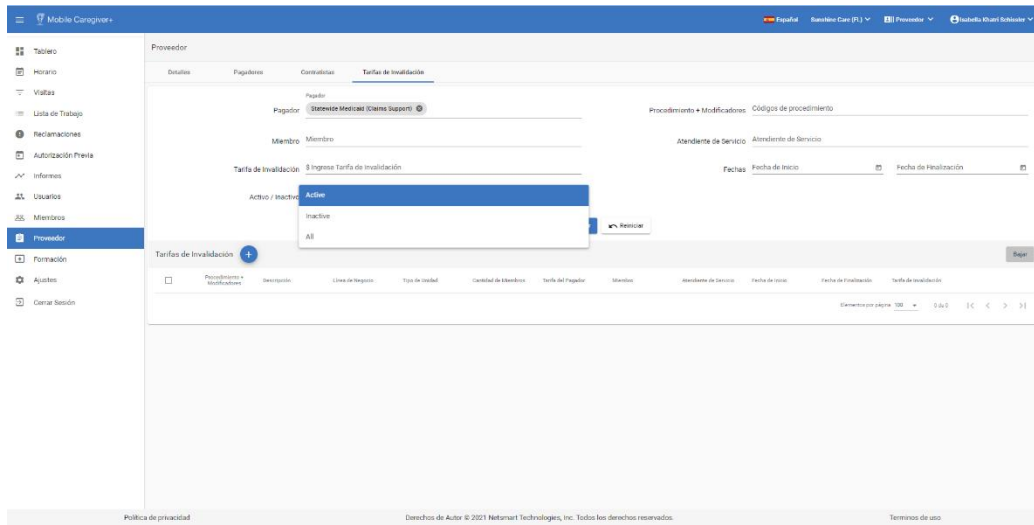 Mobile Caregiver+
Español
Sunshine Care (FL)
Proveedor
Isabella Khatri Schissler
Tablero
Horario
Visitas
Lista de Trabajo
Reclamaciones
Autorización Previa
Informes
Usuarios
Miembros
Proveedor
Formación
Ajustes
Cerrar Sesión
Proveedor
Detalles
Pagadores
Contratistas
Tarifas de Invalidación
Pagador
Pagador
Statewide Medicaid (Claims Support)
Procedimiento + Modificadores
Códigos de procedimiento
Miembro
Miembro
Atendiente de Servicio
Atendiente de Servicio
Tarifa de Invalidación
$ Ingrese Tarifa de Invalidación
Fechas
Fecha de Inicio
Fecha de Finalización
Activo / Inactivo
Active
Inactive
All
Reiniciar
Tarifas de Invalidación
Bajar
Procedimiento +
Modificadores
Descripción
Línea de Negocio
Tipo de Unidad
Cantidad de Miembros
Tarifa del Pagador
Miembro
Atendiente de Servicio
Fecha de Inicio
Fecha de Finalización
Tarifa de Invalidación
Elementos por página
100
0 de 0
Política de privacidad
Derechos de Autor © 2021 Netsmart Technologies, Inc. Todos los derechos reservados.
Terminos de uso